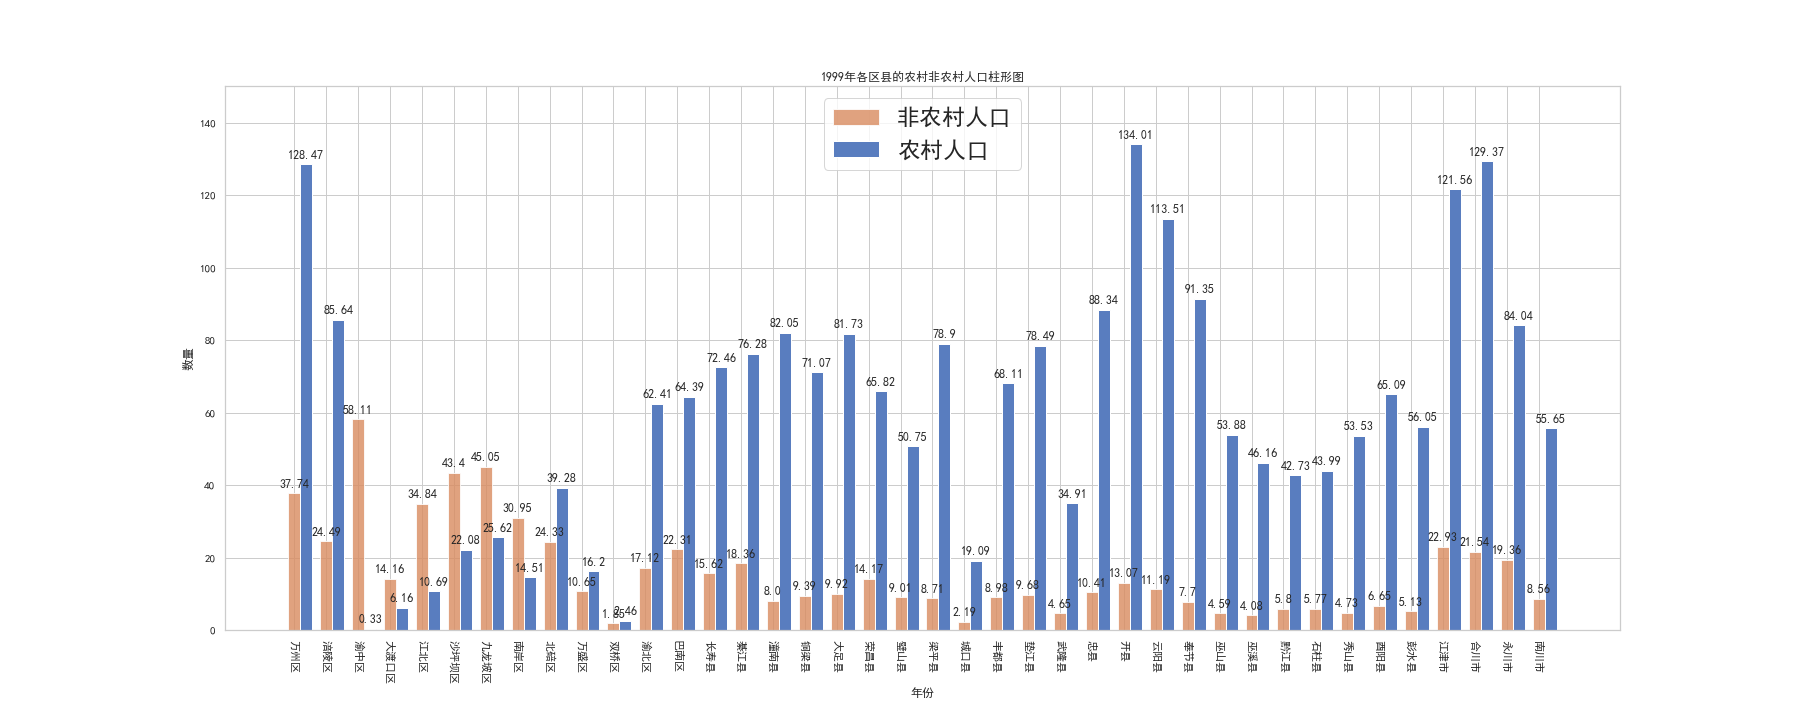 1999年各区县的农村非农村人口柱形图
非农村人口
农村人口
数量
140
120
100
80
60
40
20
0
37.74
128.47
24.49
85.64
58.11
0.33
14.16
6.16
34.84
10.69
43.4
22.08
45.05
25.62
30.95
14.51
24.33
39.28
10.65
16.2
1.85
2.46
17.12
62.41
22.31
64.39
15.62
72.46
18.36
76.28
8.0
82.05
9.39
71.07
9.92
81.73
14.17
65.82
9.01
50.75
8.71
78.9
2.19
19.09
8.98
68.11
9.68
78.49
4.65
34.91
10.41
88.34
13.07
134.01
11.19
113.51
7.7
91.35
4.59
53.88
4.08
46.16
5.8
42.73
5.77
43.99
4.73
53.53
6.65
65.09
5.13
56.05
22.93
121.56
21.54
129.37
19.36
84.04
8.56
55.65
万州区
涪陵区
渝中区
大渡口区
江北区
沙坪坝区
九龙坡区
南岸区
北碚区
万盛区
双桥区
渝北区
巴南区
长寿县
綦江县
潼南县
铜梁县
大足县
荣昌县
璧山县
梁平县
城口县
丰都县
垫江县
武隆县
忠县
开县
云阳县
奉节县
巫山县
巫溪县
黔江县
石柱县
秀山县
酉阳县
彭水县
江津市
合川市
永川市
南川市
年份